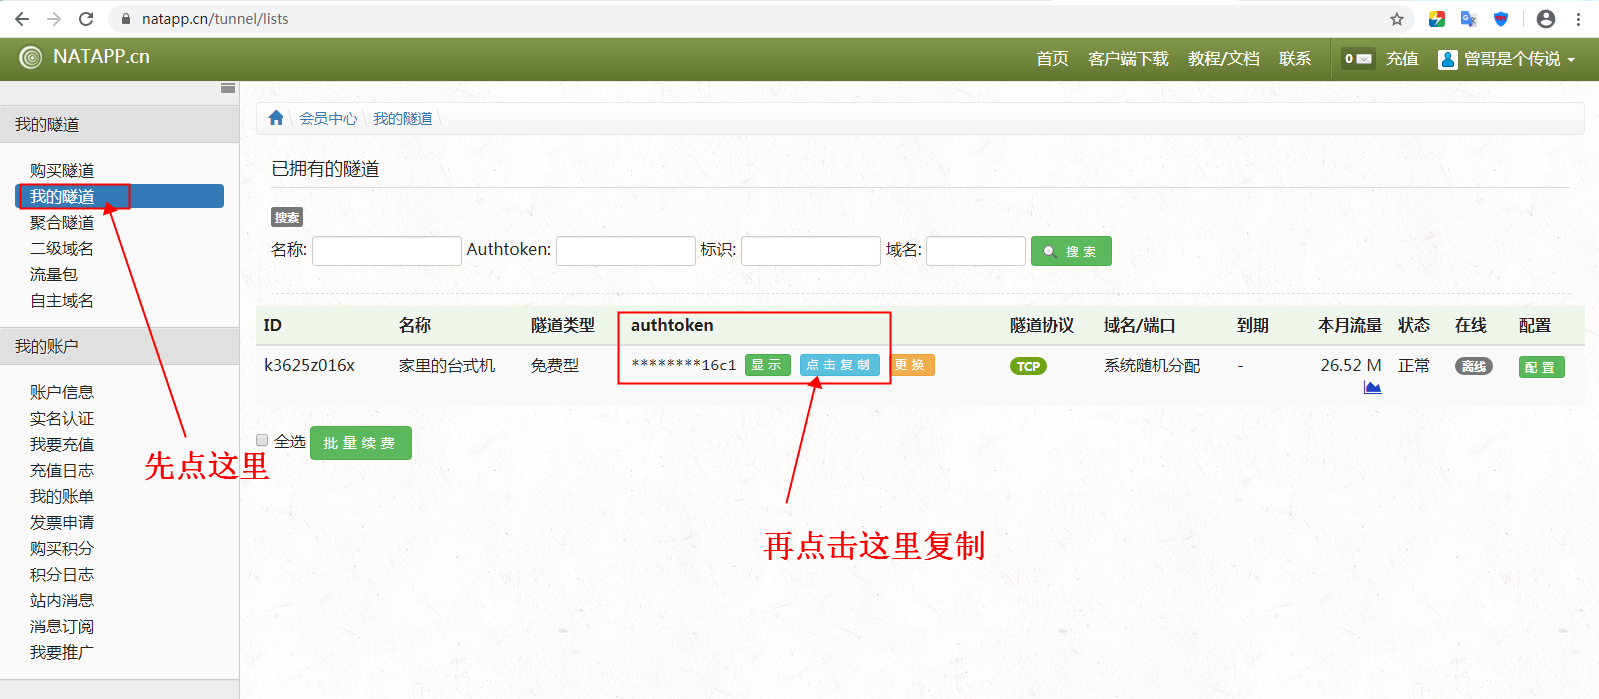 natapp.cn/tunnel/lists
NATAPP.cn
首页 客户端下载 教程/文档 联系 0 充值 曾哥是个传说
我的隧道
购买隧道
我的隧道
聚合隧道
二级域名
流量包
自主域名
我的账户
账户信息
实名认证
我要充值
充值日志
我的账单
发票申请
购买积分
积分日志
站内消息
消息订阅
我要推广
会员中心 \ 我的隧道 \
已拥有的隧道
搜索
名称: Authtoken: 标识: 域名: 搜索
ID 名称 隧道类型 authtoken 隧道协议 域名/端口 到期 本月流量 状态 在线 配置
k3625z016x 家里的台式机 免费型 ********16c1 显示 点击复制 更换 TCP 系统随机分配 - 26.52 M 正常 离线 配置
全选 批量续费
先点这里
再点击这里复制